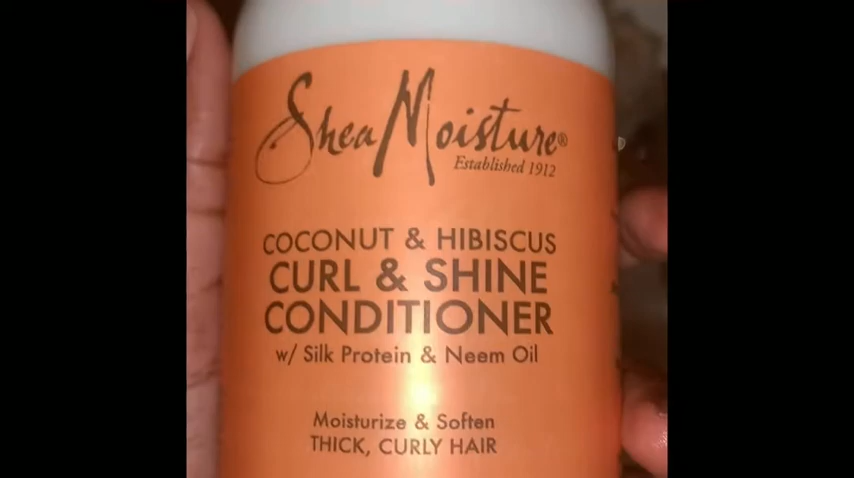 SheaMoisture®
Established 1912
COCONUT & HIBISCUS
CURL & SHINE
CONDITIONER
w/ Silk Protein & Neem Oil
Moisturize & Soften
THICK, CURLY HAIR